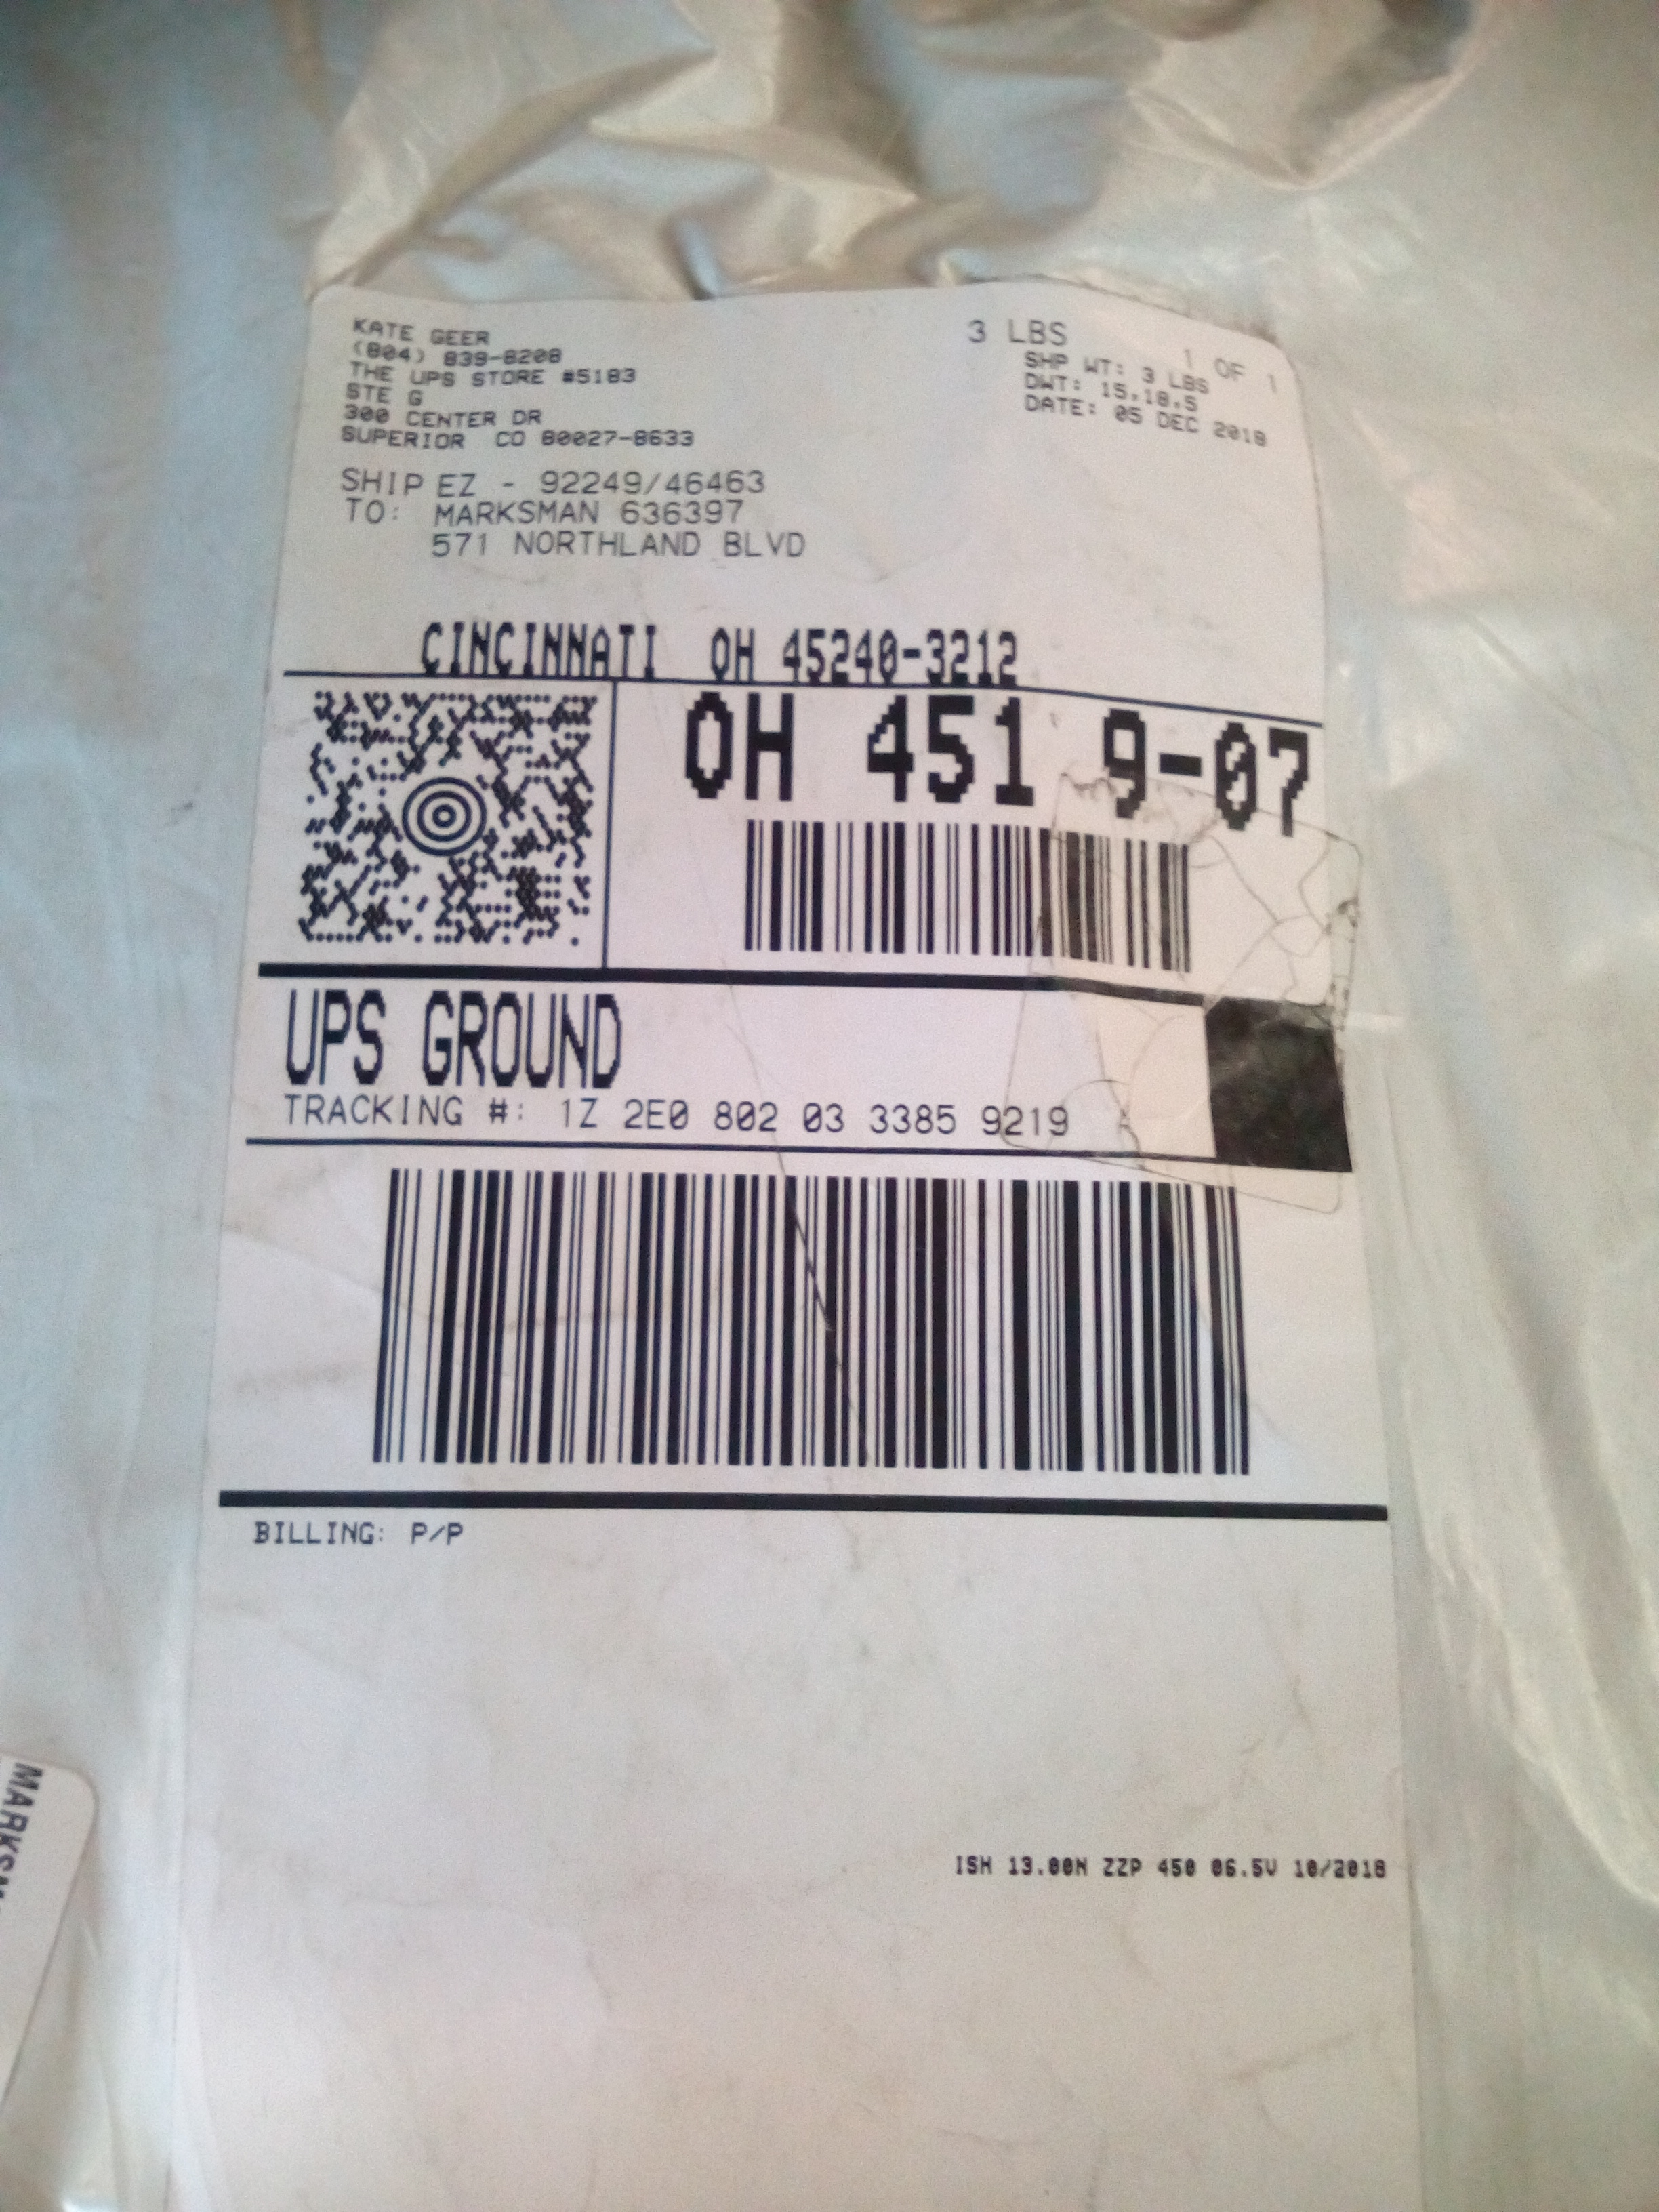 KATE GEER
(804) 839-8208
THE UPS STORE #5183
STE G
300 CENTER DR
SUPERIOR CO 80027-8633
3 LBS
1 OF 1
SHP WT: 3 LBS
DWT: 15,18,5
DATE: 05 DEC 2018
SHIP EZ - 92249/46463
TO: MARKSMAN 636397
571 NORTHLAND BLVD
CINCINNATI OH 45240-3212
OH 451 9-07
UPS GROUND
TRACKING #: 1Z 2E0 802 03 3385 9219
BILLING: P/P
ISH 13.00N ZZP 450 06.5V 10/2018